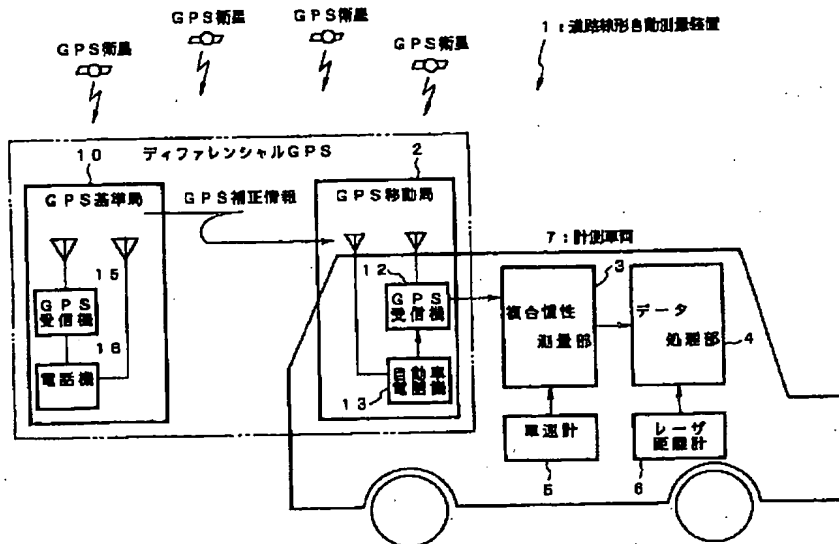 GPS衛星
GPS衛星
GPS衛星
GPS衛星
1:道路線形自動測量装置
10
ディファレンシャルGPS
2
GPS基準局
GPS補正情報
GPS移動局
7:計測車両
15
GPS
受信機
16
電話機
12
GPS
受信機
自動車
電話機
13
3
複合慣性
測量部
データ
処理部
4
車速計
5
レーザ
距離計
6